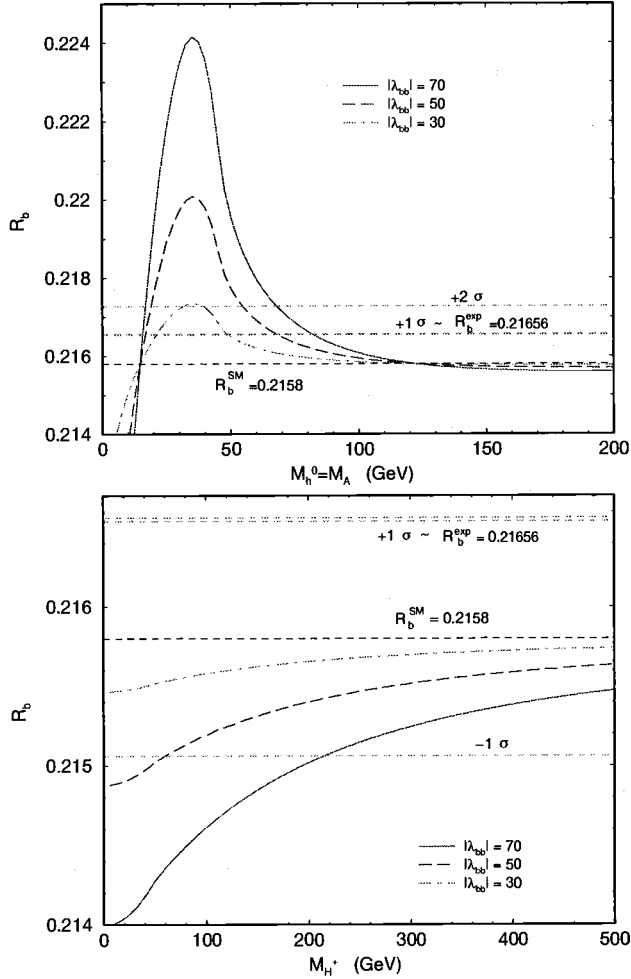 0.224
0.222
0.22
0.218
0.216
0.214
R_b
|λ_bb| = 70
|λ_bb| = 50
|λ_bb| = 30
+2 σ
+1 σ ~ R_b^exp = 0.21656
R_b^SM = 0.2158
0 50 100 150 200
M_h⁰=M_A (GeV)
+1 σ ~ R_b^exp = 0.21656
R_b^SM = 0.2158
0.216
0.215
0.214
R_b
−1 σ
|λ_bb| = 70
|λ_bb| = 50
|λ_bb| = 30
0 100 200 300 400 500
M_H⁺ (GeV)